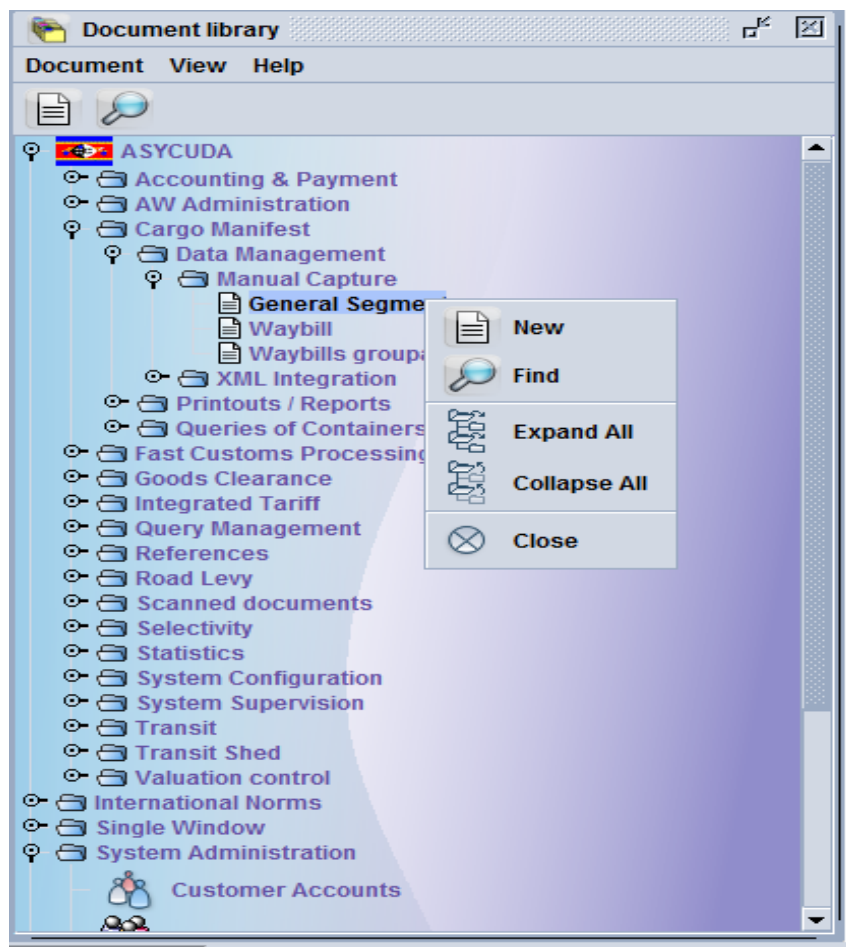 Document library
Document View Help
ASYCUDA
Accounting & Payment
AW Administration
Cargo Manifest
Data Management
Manual Capture
General Segme
Waybill
Waybills groupa
XML Integration
Printouts / Reports
Queries of Containers
Fast Customs Processing
Goods Clearance
Integrated Tariff
Query Management
References
Road Levy
Scanned documents
Selectivity
Statistics
System Configuration
System Supervision
Transit
Transit Shed
Valuation control
International Norms
Single Window
System Administration
Customer Accounts
New
Find
Expand All
Collapse All
Close